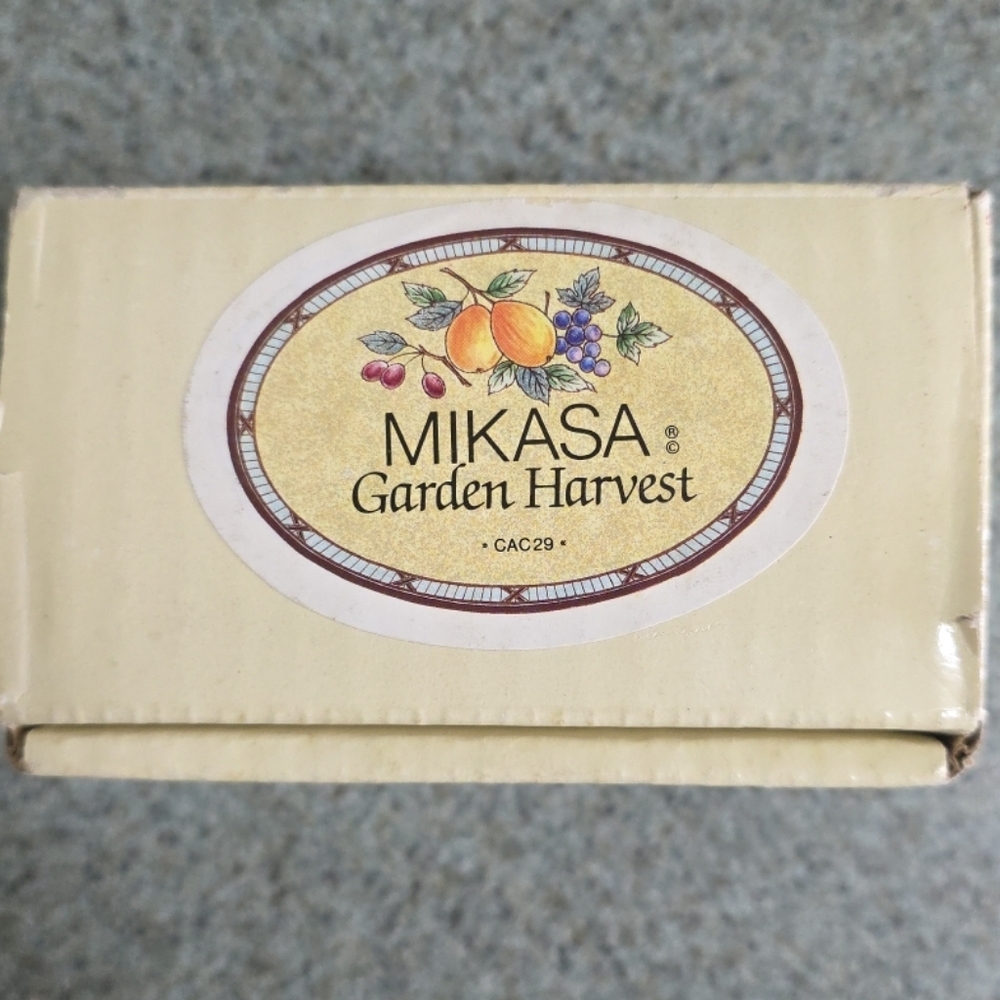 MIKASA ® ©
Garden Harvest
• CAC29 •